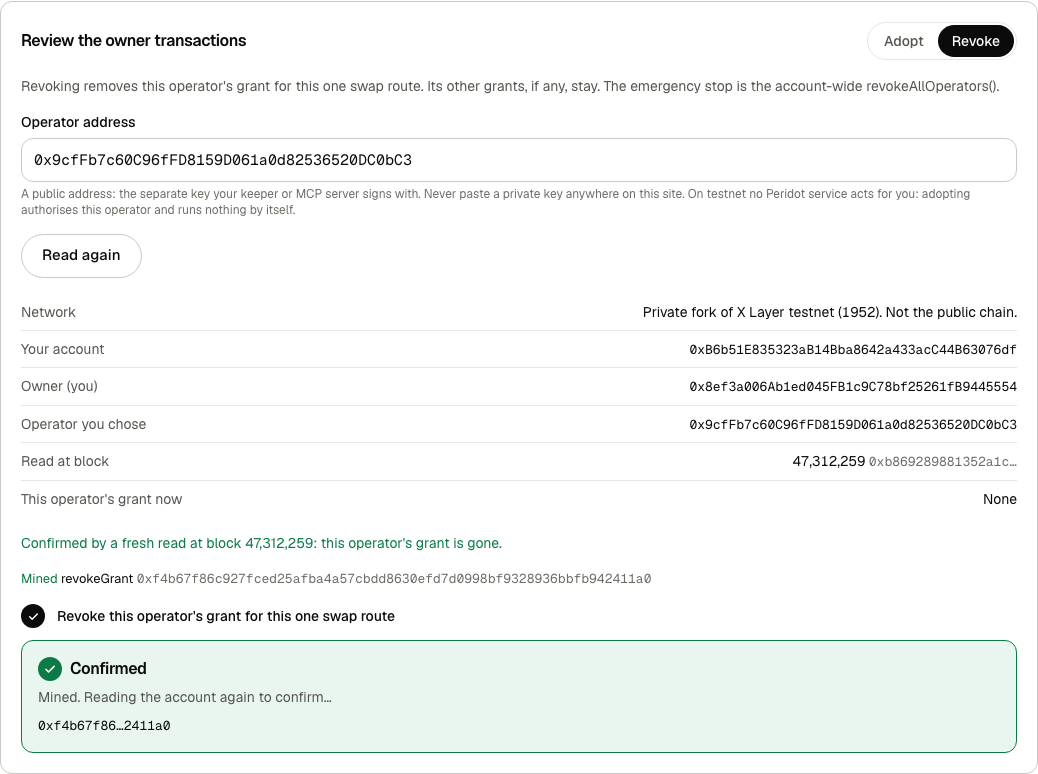 Review the owner transactions
Adopt
Revoke
Revoking removes this operator's grant for this one swap route. Its other grants, if any, stay. The emergency stop is the account-wide revokeAllOperators().
Operator address
0x9cfFb7c60C96fFD8159D061a0d82536520DC0bC3
A public address: the separate key your keeper or MCP server signs with. Never paste a private key anywhere on this site. On testnet no Peridot service acts for you: adopting
authorises this operator and runs nothing by itself.
Read again
Network
Private fork of X Layer testnet (1952). Not the public chain.
Your account
0xB6b51E835323aB14Bba8642a433acC44B63076df
Owner (you)
0x8ef3a006Ab1ed045FB1c9C78bf25261fB9445554
Operator you chose
0x9cfFb7c60C96fFD8159D061a0d82536520DC0bC3
Read at block
47,312,259 0xb869289881352a1c…
This operator's grant now
None
Confirmed by a fresh read at block 47,312,259: this operator's grant is gone.
Mined revokeGrant 0xf4b67f86c927fced25afba4a57cbdd8630efd7d0998bf9328936bbfb942411a0
Revoke this operator's grant for this one swap route
Confirmed
Mined. Reading the account again to confirm…
0xf4b67f86…2411a0